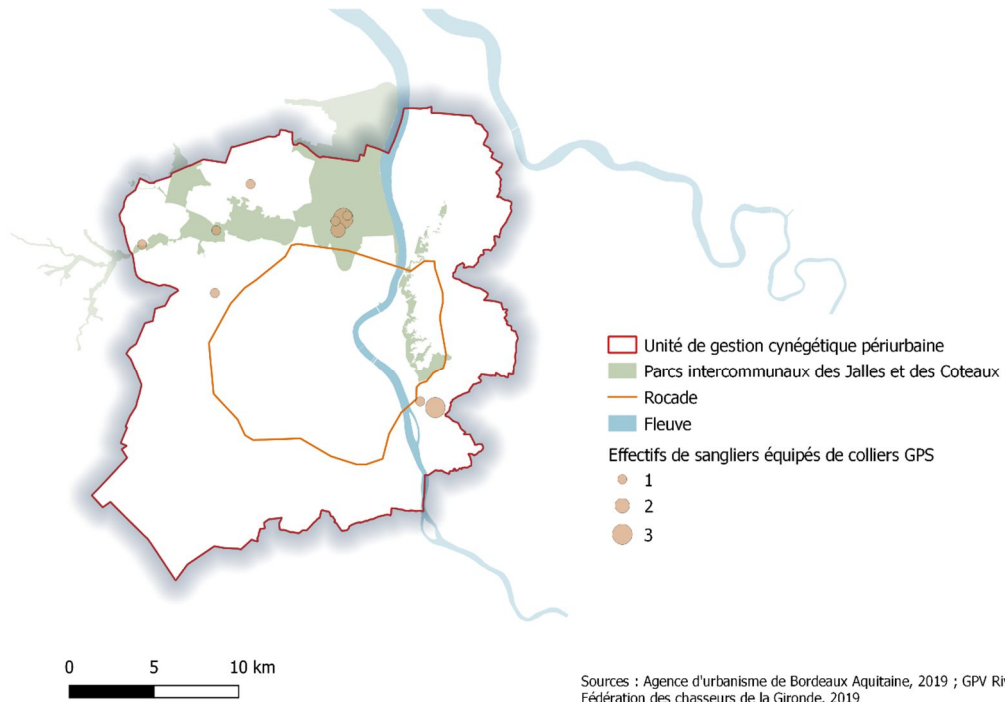 Unité de gestion cynégétique périurbaine
Parcs intercommunaux des Jalles et des Coteaux
Rocade
Fleuve
Effectifs de sangliers équipés de colliers GPS
1
2
3
0 5 10 km
Sources : Agence d'urbanisme de Bordeaux Aquitaine, 2019 ; GPV
Fédération des chasseurs de la Gironde, 2019